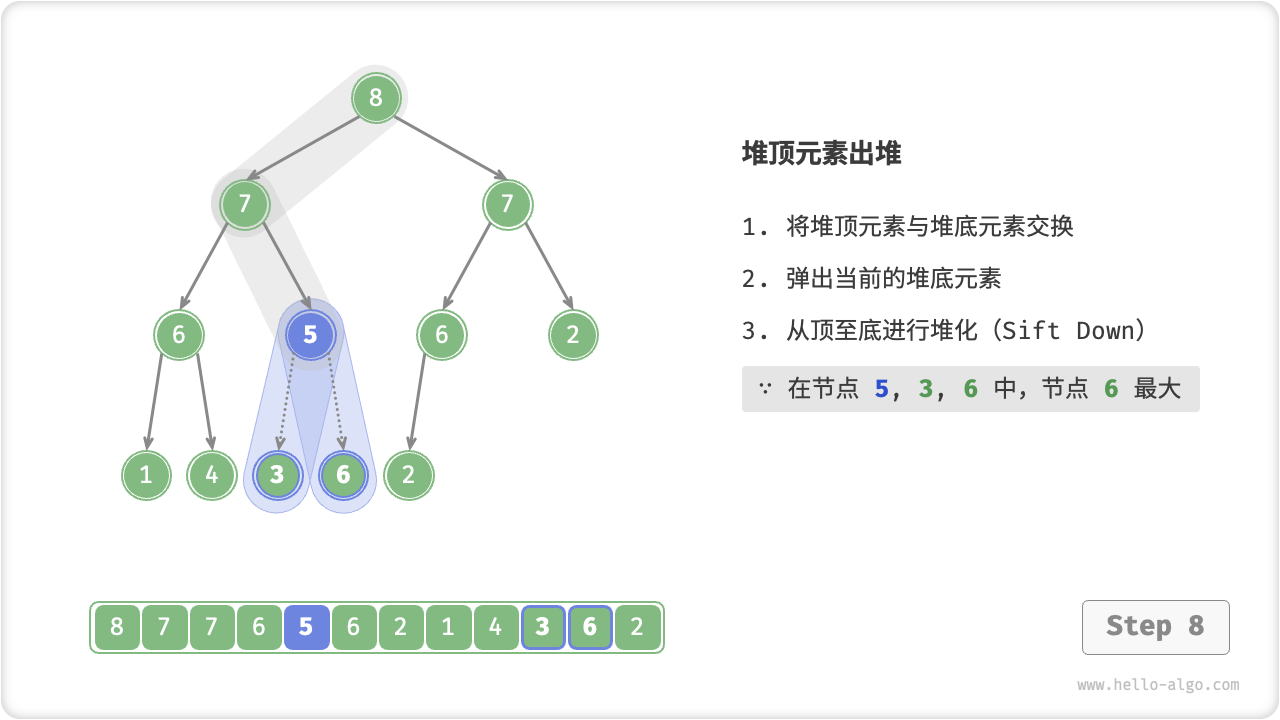 8
7 7
6 5 6 2
1 4 3 6 2
8 7 7 6 5 6 2 1 4 3 6 2
堆顶元素出堆
1. 将堆顶元素与堆底元素交换
2. 弹出当前的堆底元素
3. 从顶至底进行堆化（Sift Down）
∵ 在节点 5, 3, 6 中，节点 6 最大
Step 8
www.hello-algo.com